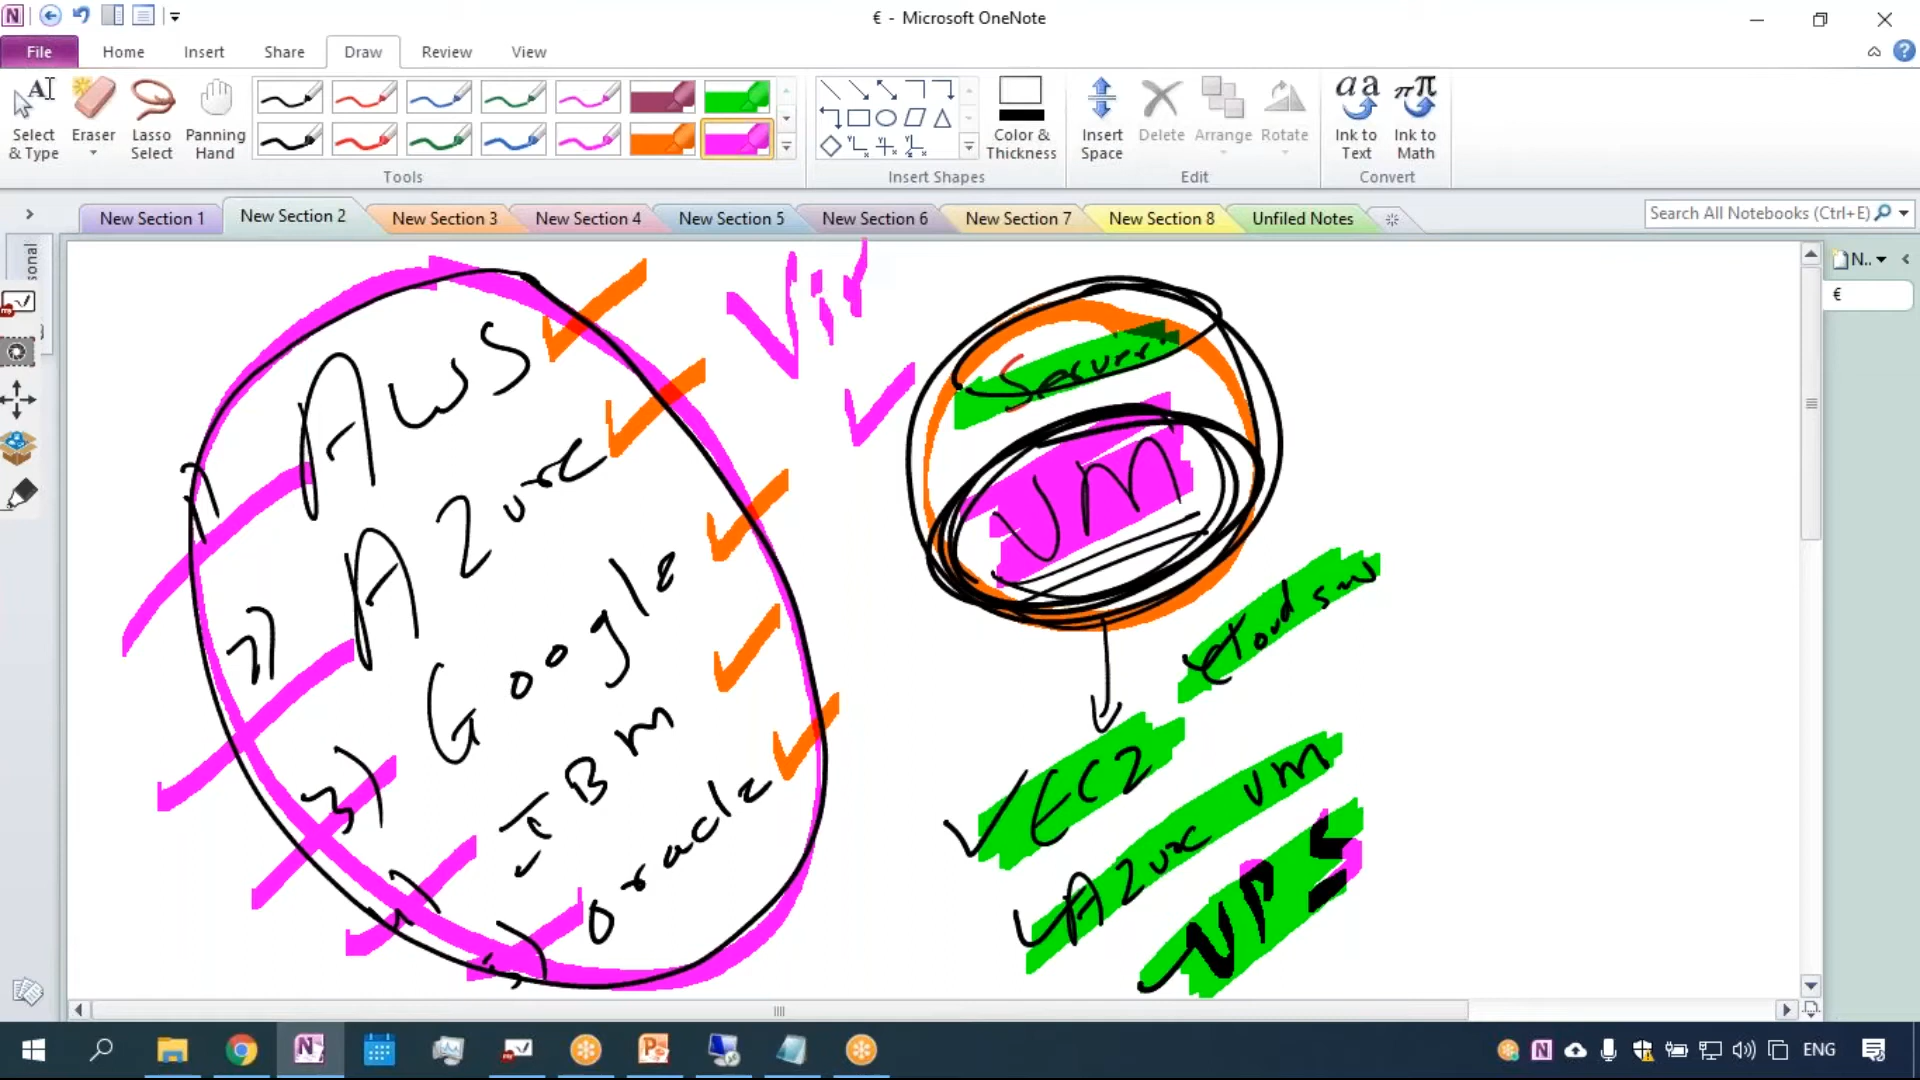 € - Microsoft OneNote
File Home Insert Share Draw Review View
Select & Type
Eraser
Lasso Select
Panning Hand
Color & Thickness
Insert Space
Delete
Arrange
Rotate
Ink to Text
Ink to Math
Tools
Insert Shapes
Edit
Convert
New Section 1 New Section 2 New Section 3 New Section 4 New Section 5 New Section 6 New Section 7 New Section 8 Unfiled Notes
Search All Notebooks (Ctrl+E)
sonal
N..
€
1) AWS
2) Azure
3) Google
4) IBM
5) oracle
Vir
VM
EC2
Azure VM
VPS
ENG